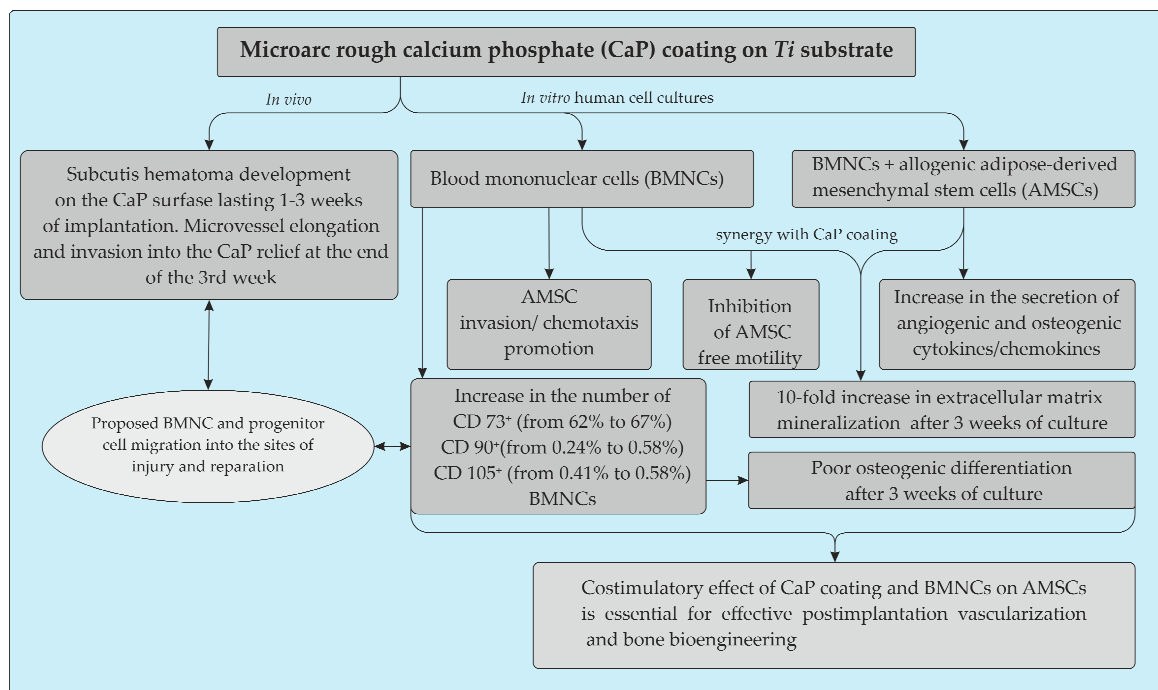 Microarc rough calcium phosphate (CaP) coating on Ti substrate
In vivo
In vitro human cell cultures
Subcutis hematoma development
on the CaP surfase lasting 1-3 weeks
of implantation. Microvessel elongation
and invasion into the CaP relief at the end
of the 3rd week
Blood mononuclear cells (BMNCs)
BMNCs + allogenic adipose-derived
mesenchymal stem cells (AMSCs)
synergy with CaP coating
AMSC
invasion/ chemotaxis
promotion
Inhibition
of AMSC
free motility
Increase in the secretion of
angiogenic and osteogenic
cytokines/chemokines
Proposed BMNC and progenitor
cell migration into the sites of
injury and reparation
Increase in the number of
CD 73⁺ (from 62% to 67%)
CD 90⁺(from 0.24% to 0.58%)
CD 105⁺ (from 0.41% to 0.58%)
BMNCs
10-fold increase in extracellular matrix
mineralization after 3 weeks of culture
Poor osteogenic differentiation
after 3 weeks of culture
Costimulatory effect of CaP coating and BMNCs on AMSCs
is essential for effective postimplantation vascularization
and bone bioengineering